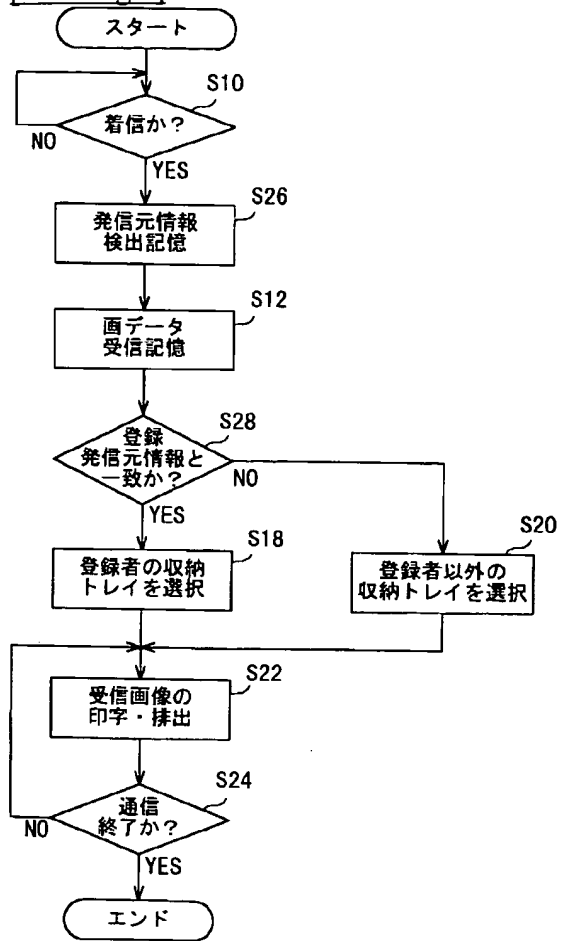 スタート
S10
着信か？
NO
YES
S26
発信元情報
検出記憶
S12
画データ
受信記憶
S28
登録
発信元情報と
一致か？
NO
YES
S18
登録者の収納
トレイを選択
S20
登録者以外の
収納トレイを選択
S22
受信画像の
印字・排出
S24
通信
終了か？
NO
YES
エンド